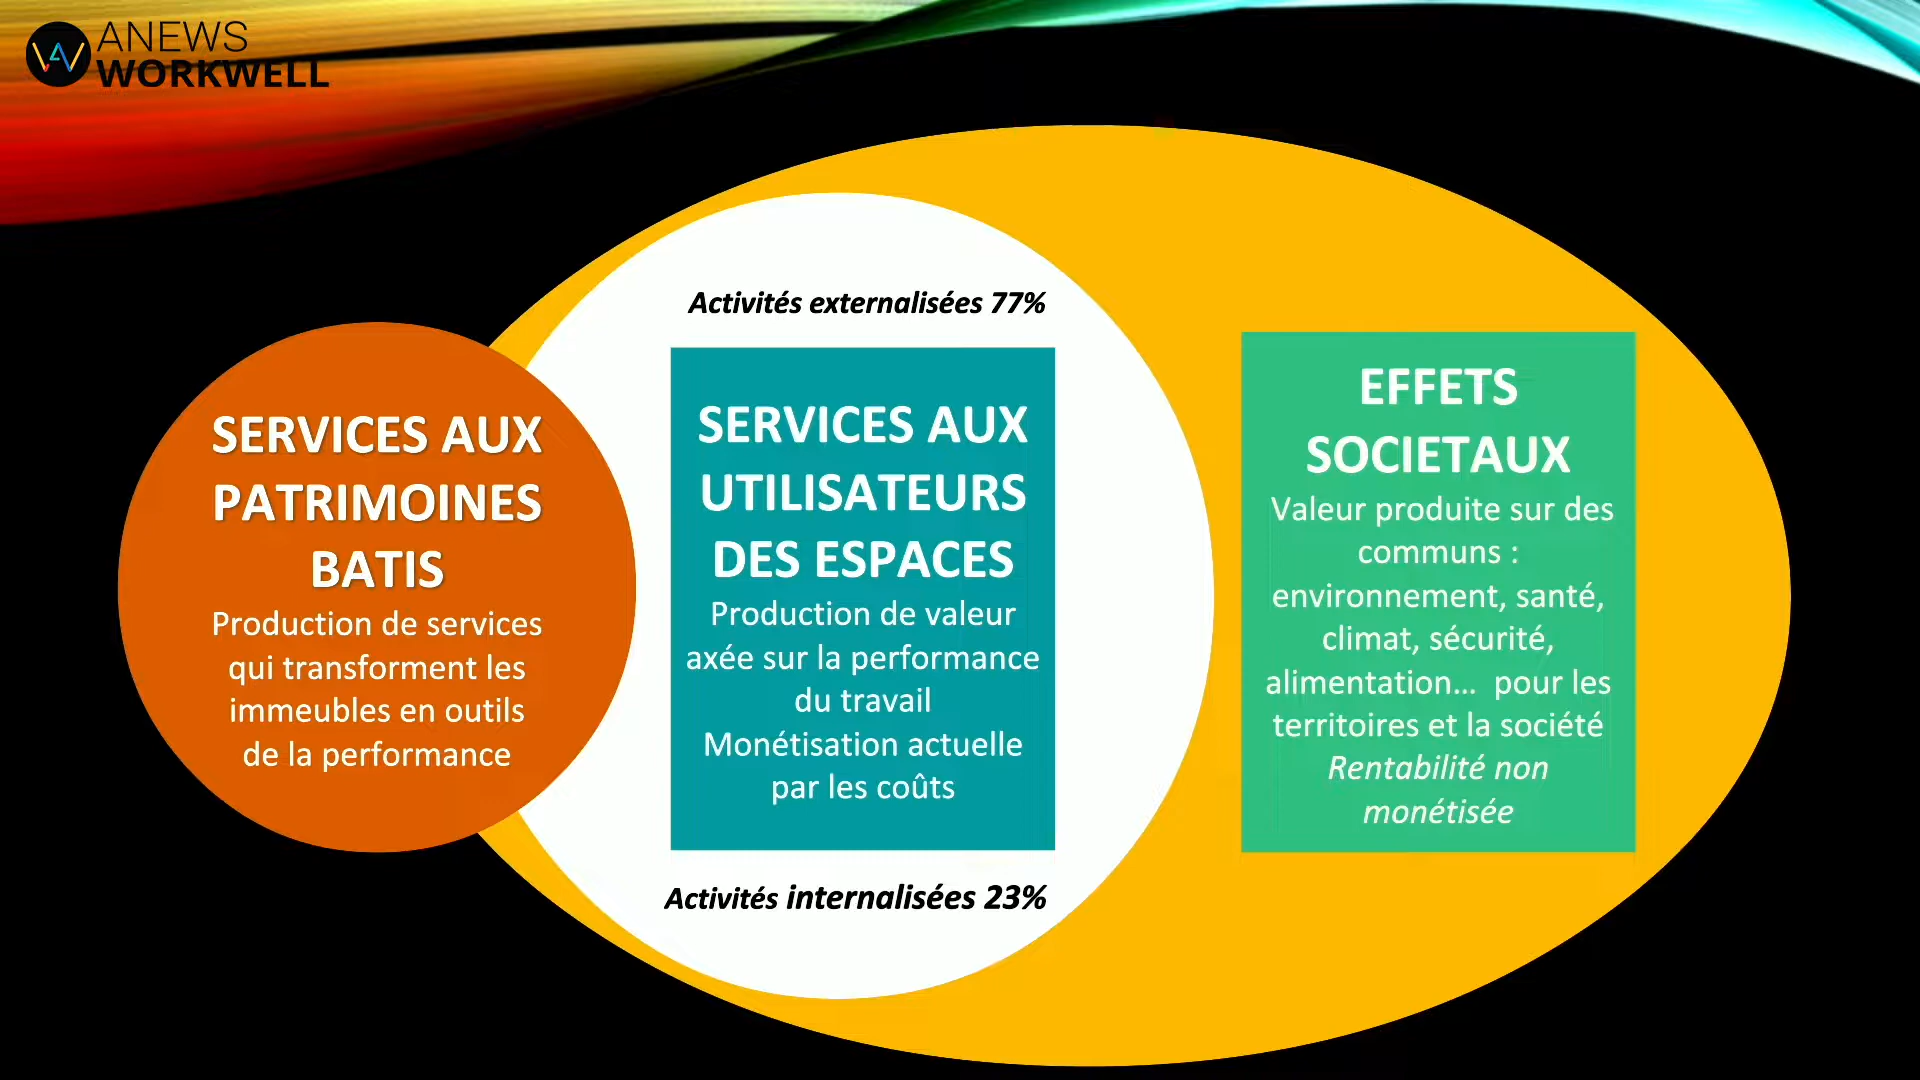 ANEWS
WORKWELL
SERVICES AUX
PATRIMOINES
BATIS
Production de services
qui transforment les
immeubles en outils
de la performance
Activités externalisées 77%
SERVICES AUX
UTILISATEURS
DES ESPACES
Production de valeur
axée sur la performance
du travail
Monétisation actuelle
par les coûts
Activités internalisées 23%
EFFETS
SOCIETAUX
Valeur produite sur des
communs :
environnement, santé,
climat, sécurité,
alimentation... pour les
territoires et la société
Rentabilité non
monétisée